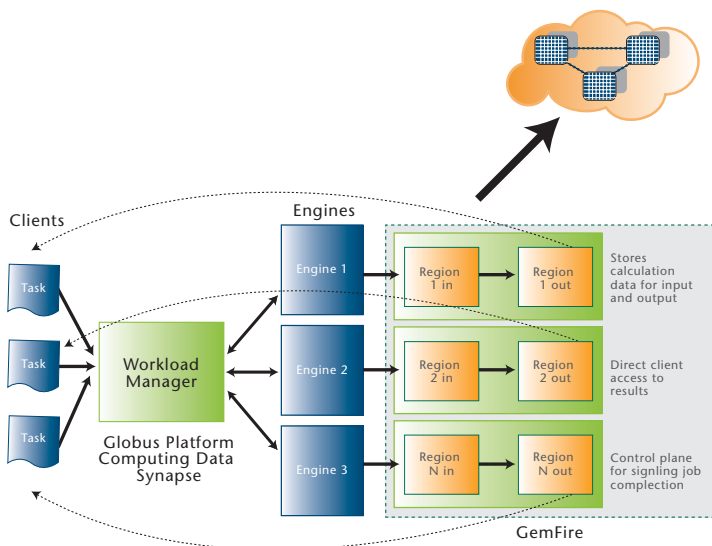 Clients
Engines
Task
Task
Task
Workload
Manager
Globus Platform
Computing Data
Synapse
Engine 1
Engine 2
Engine 3
Region
1 in
Region
1 out
Stores
calculation
data for input
and output
Region
2 in
Region
2 out
Direct client
access to
results
Region
N in
Region
N out
Control plane
for signling job
complection
GemFire